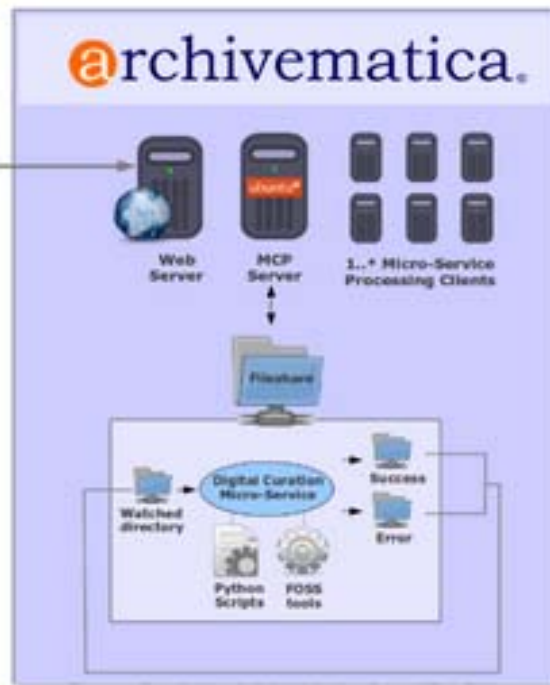 archivematica®
ubuntu®
Web
Server
MCP
Server
1..* Micro-Service
Processing Clients
Fileshare
Watched
directory
Digital Curation
Micro-Service
Success
Error
Python
Scripts
FOSS
tools